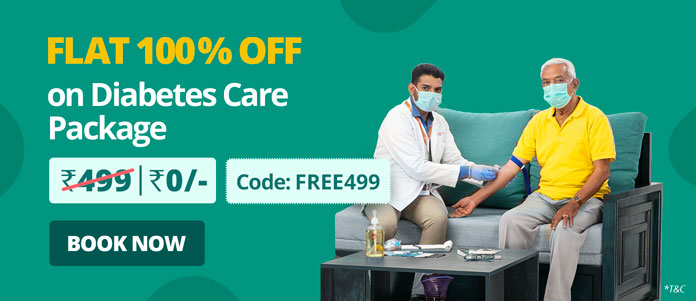 FLAT 100% OFF
on Diabetes Care
Package
₹499 | ₹0/-
Code: FREE499
BOOK NOW
*T&C